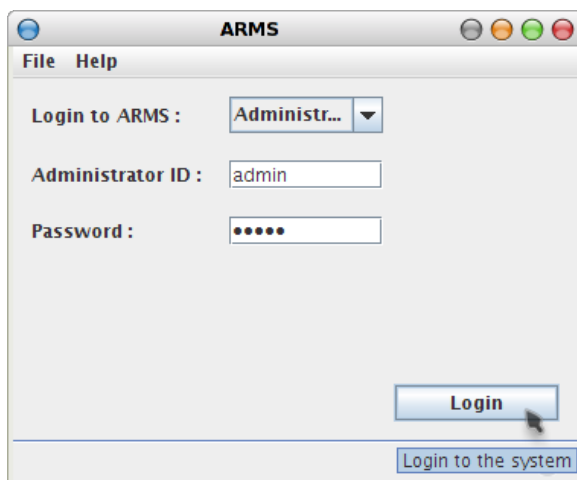 ARMS
File Help
Login to ARMS : Administr...
Administrator ID : admin
Password : •••••
Login
Login to the system